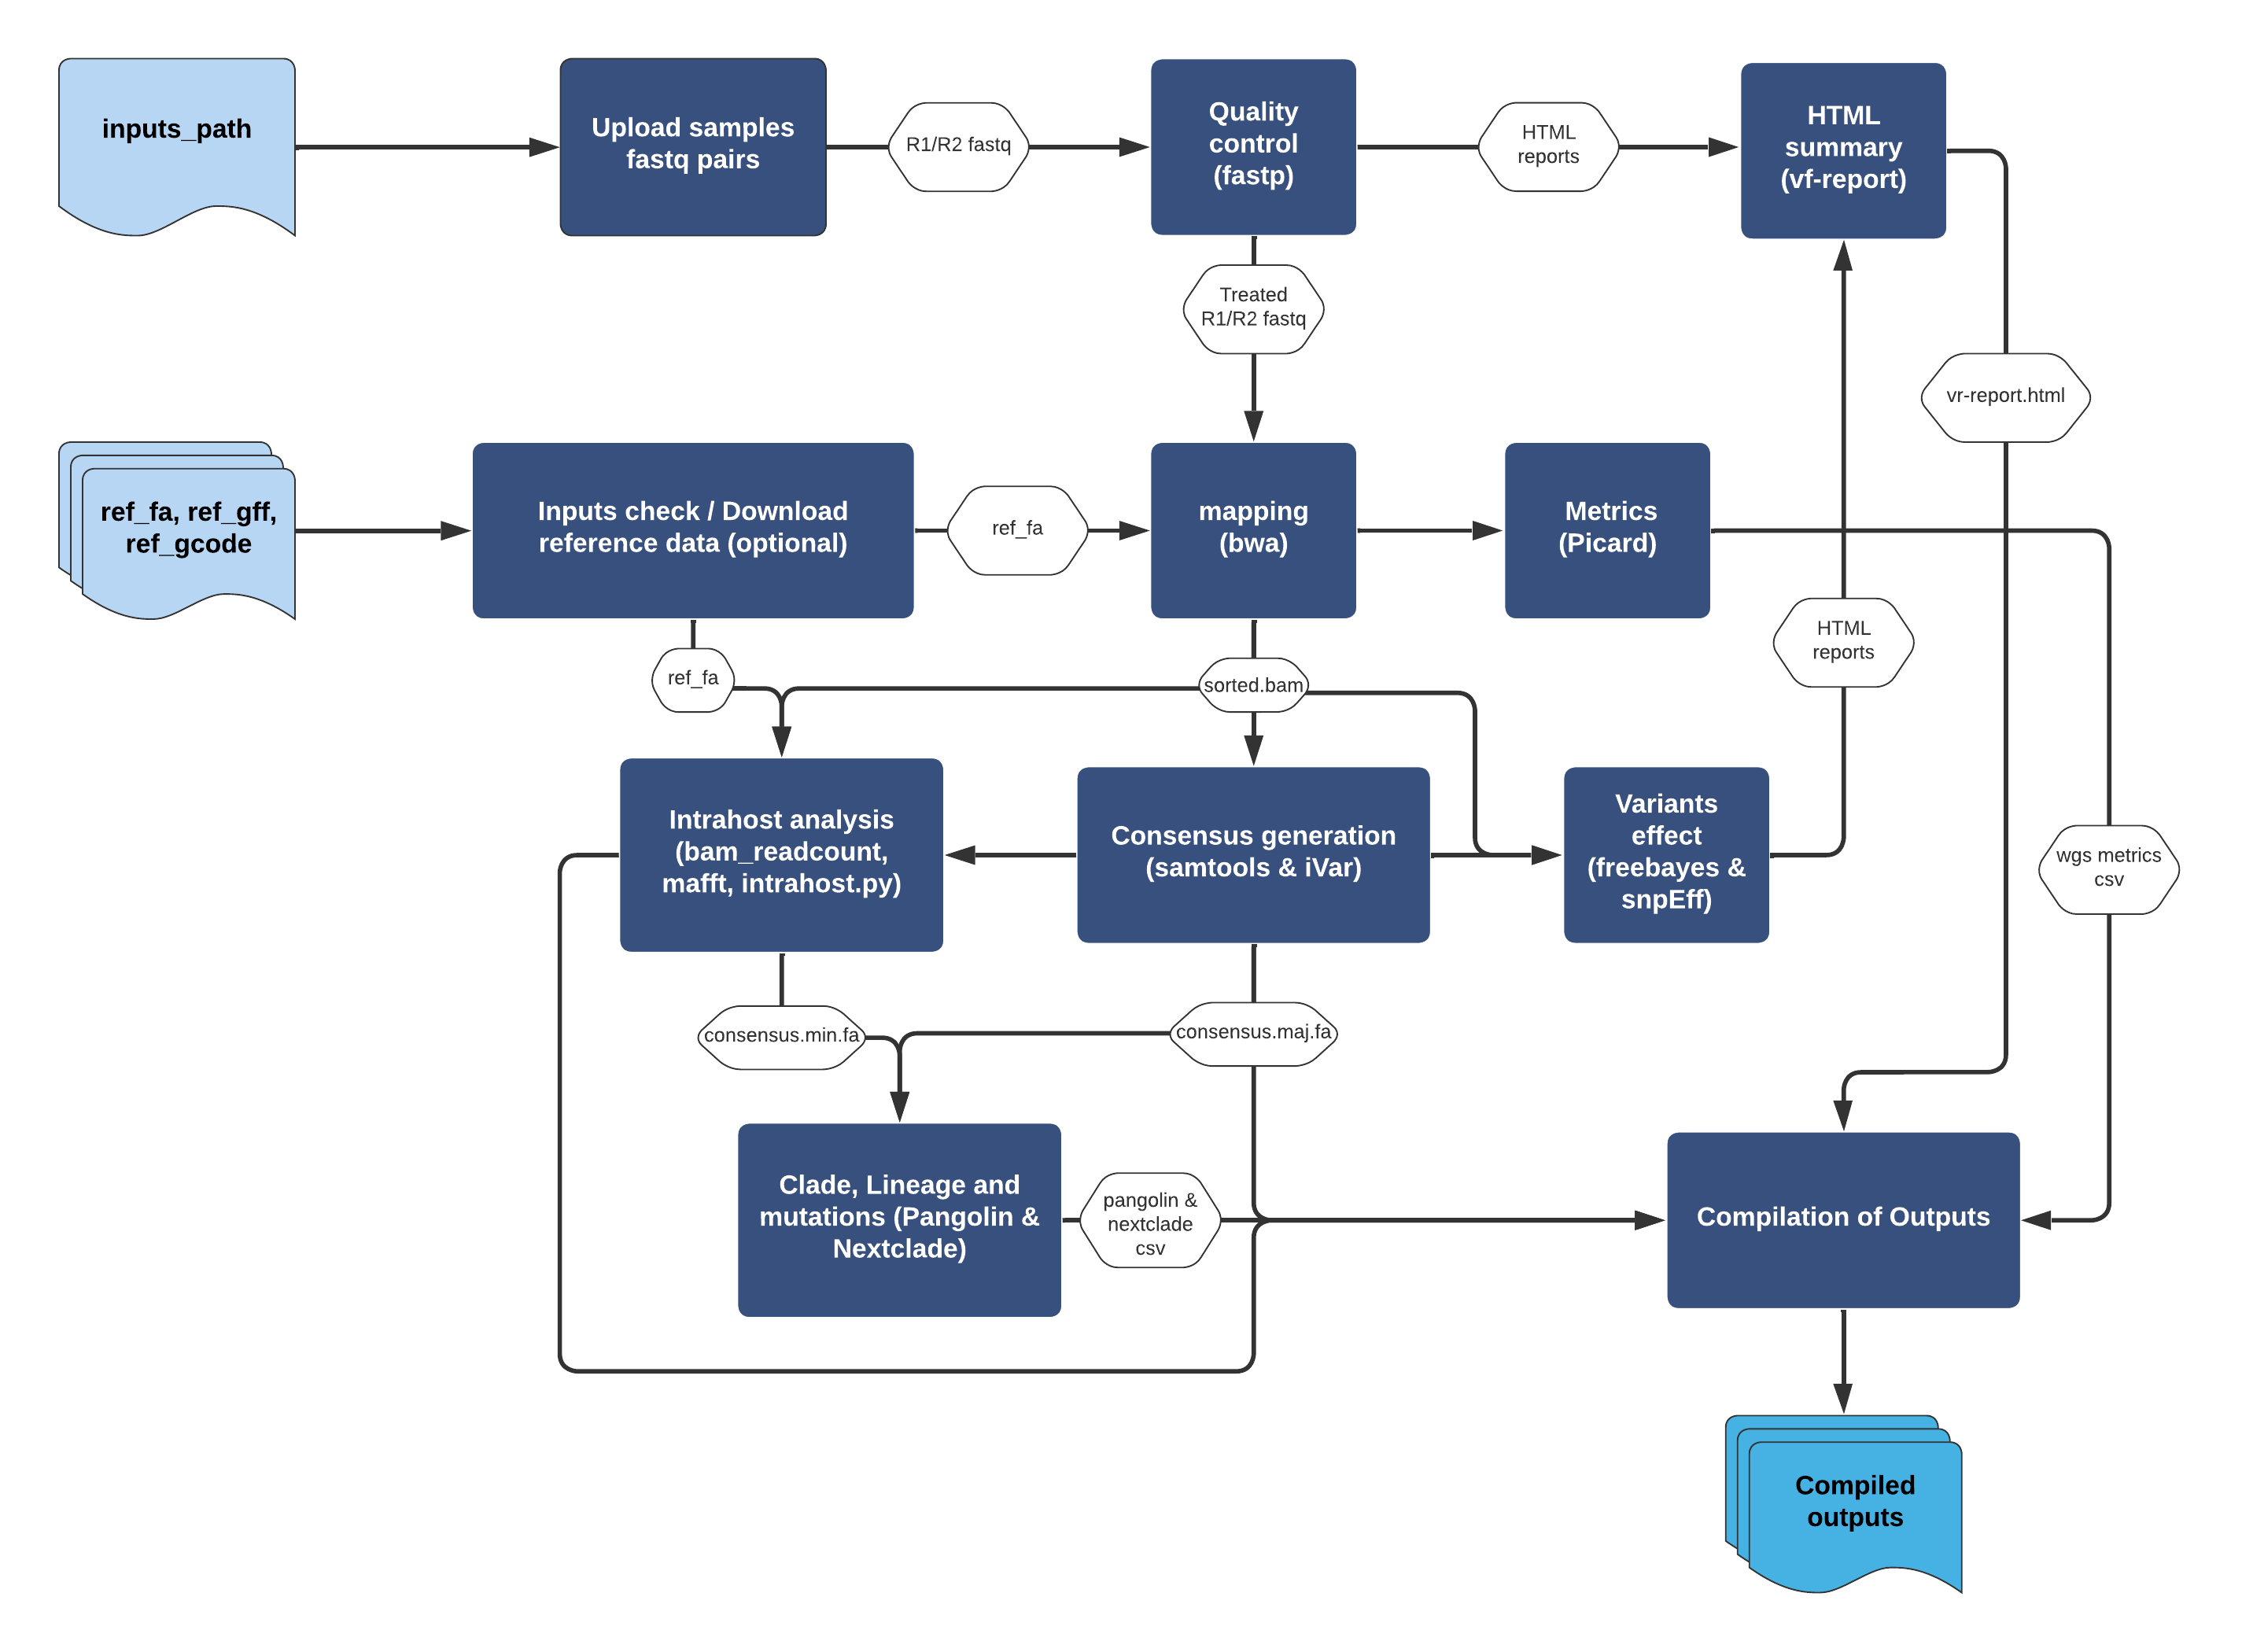 inputs_path
Upload samples
fastq pairs
R1/R2 fastq
Quality
control
(fastp)
HTML
reports
HTML
summary
(vf-report)
Treated
R1/R2 fastq
vr-report.html
ref_fa, ref_gff,
ref_gcode
Inputs check / Download
reference data (optional)
ref_fa
mapping
(bwa)
Metrics
(Picard)
HTML
reports
ref_fa
sorted.bam
Intrahost analysis
(bam_readcount,
mafft, intrahost.py)
Consensus generation
(samtools & iVar)
Variants
effect
(freebayes &
snpEff)
wgs metrics
csv
consensus.min.fa
consensus.maj.fa
Clade, Lineage and
mutations (Pangolin &
Nextclade)
pangolin &
nextclade
csv
Compilation of Outputs
Compiled
outputs